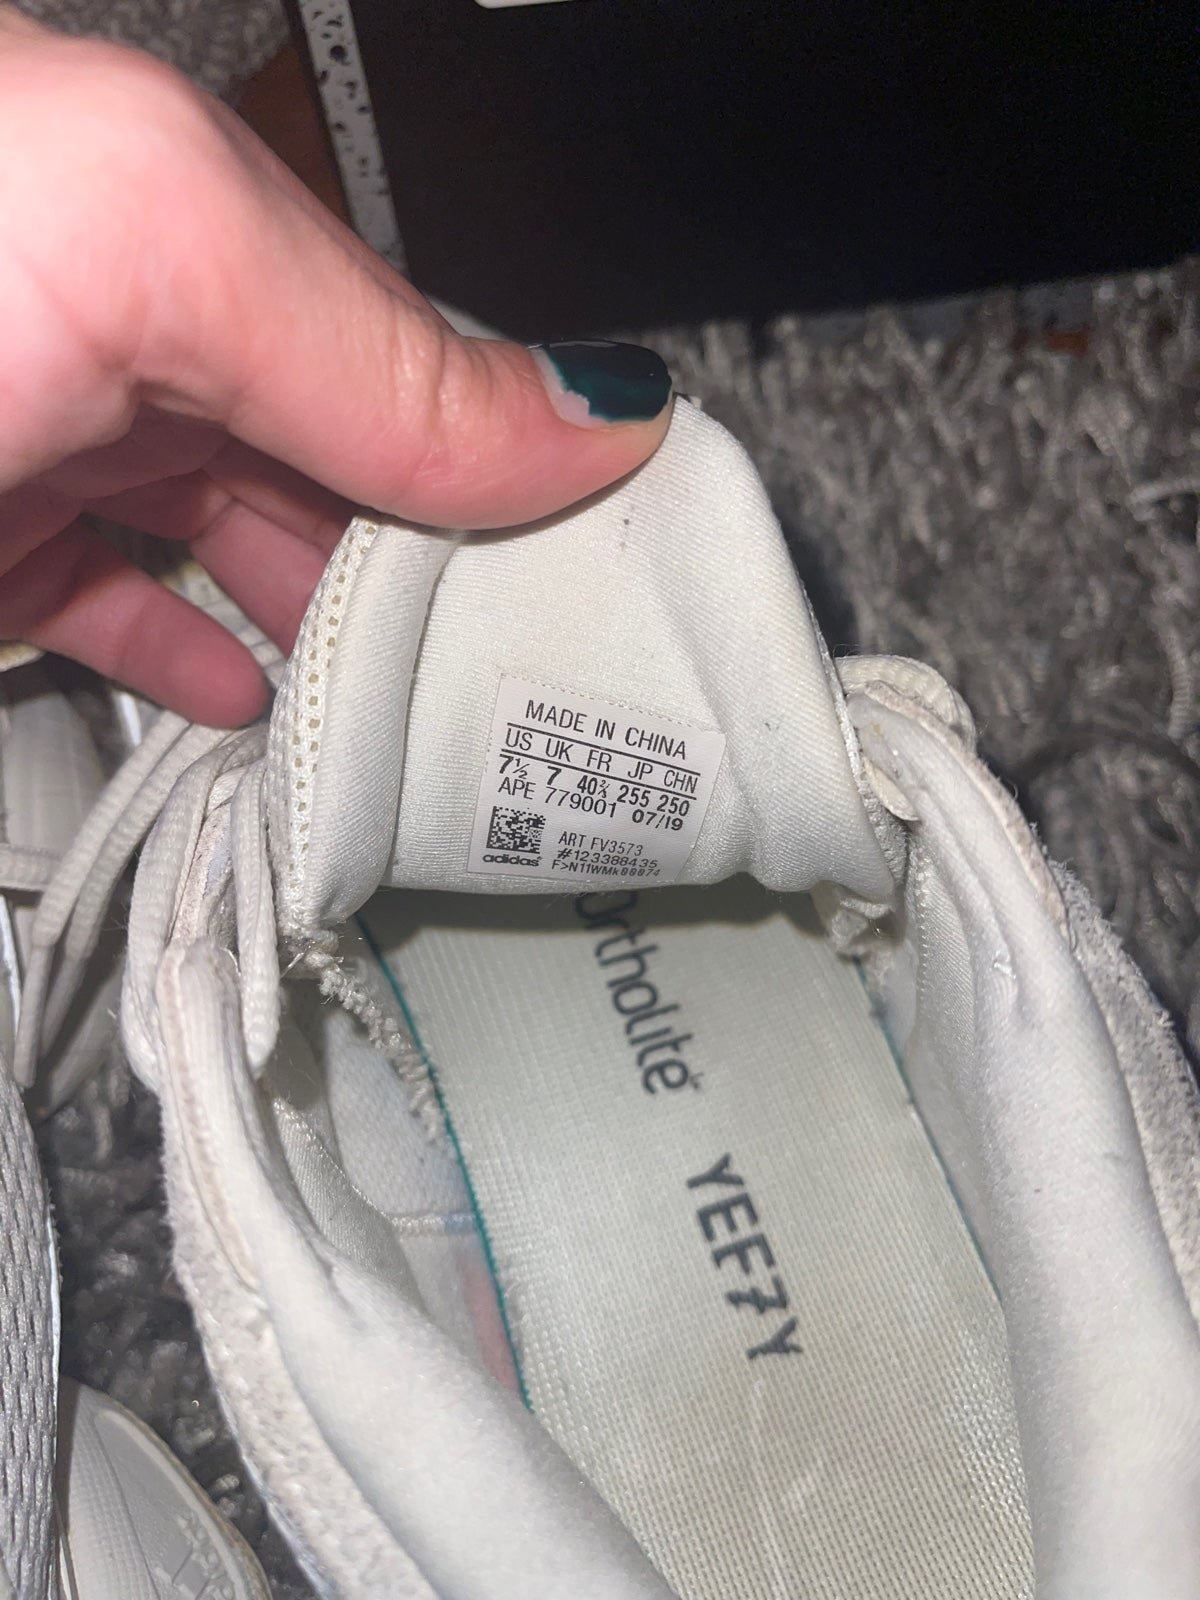 MADE IN CHINA
US UK FR JP CHN
7½ 7 40⅔ 255 250
APE 779001 07/19
ART FV3573
#123388435
adidas
F>N11WMk00074
Ortholite
YEEZY